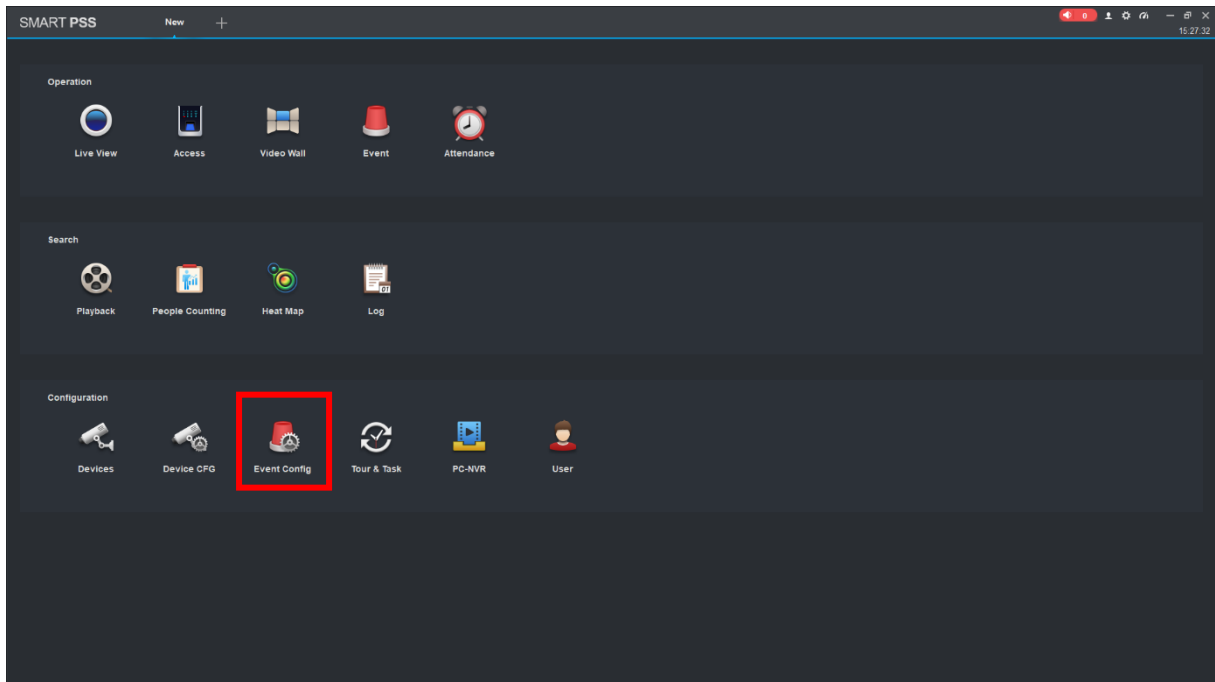 SMART PSS New + 0
15:27:32
Operation
Live View Access Video Wall Event Attendance
Search
Playback People Counting Heat Map Log
Configuration
Devices Device CFG Event Config Tour & Task PC-NVR User